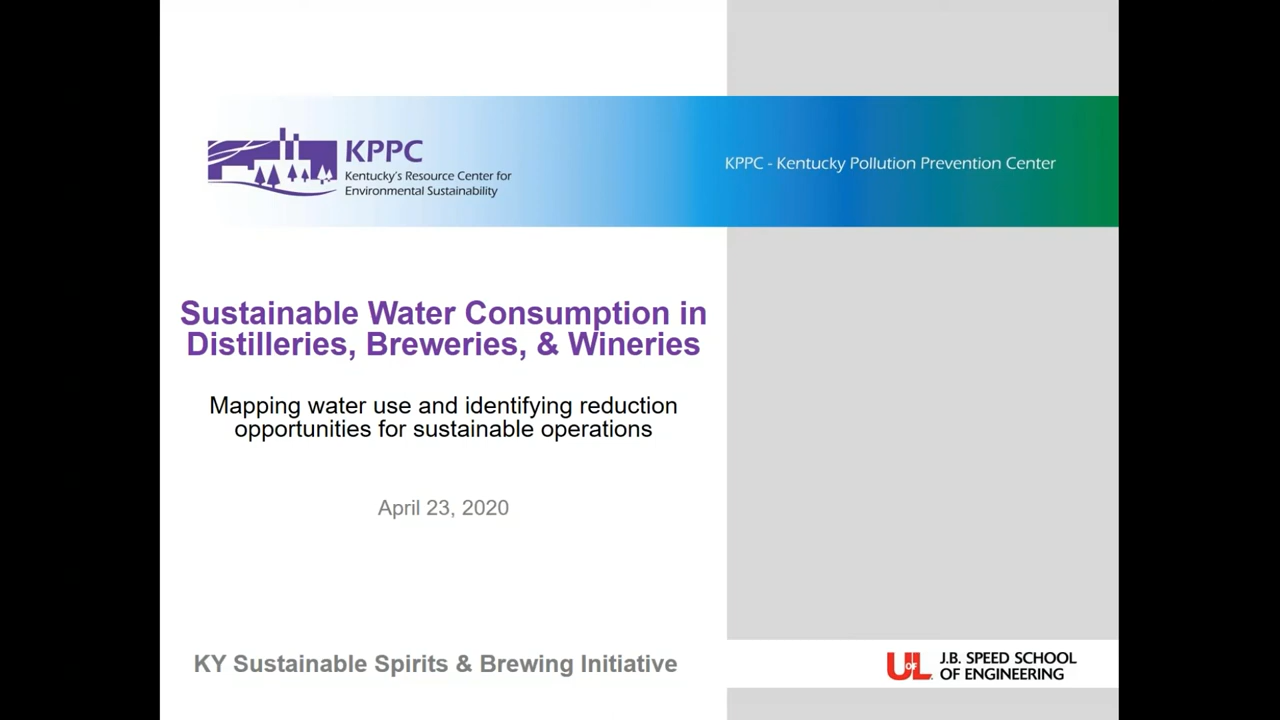 KPPC
Kentucky's Resource Center for
Environmental Sustainability
KPPC - Kentucky Pollution Prevention Center
Sustainable Water Consumption in
Distilleries, Breweries, & Wineries
Mapping water use and identifying reduction
opportunities for sustainable operations
April 23, 2020
KY Sustainable Spirits & Brewing Initiative
UofL
J.B. SPEED SCHOOL
OF ENGINEERING